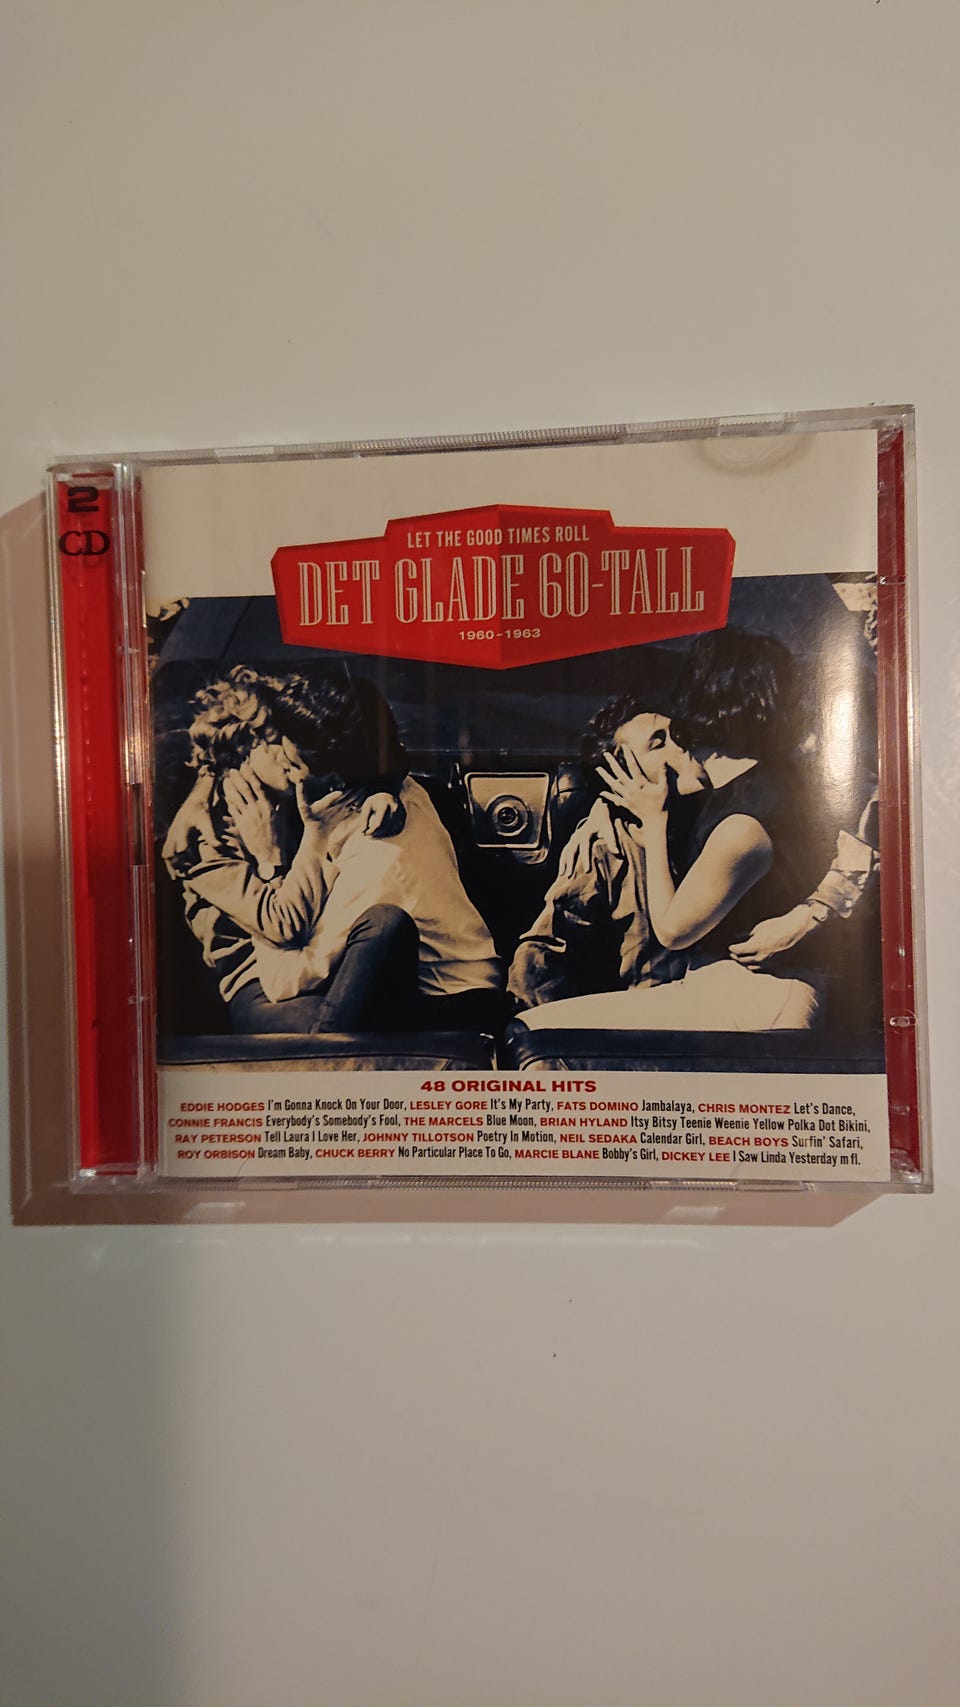 2
CD
LET THE GOOD TIMES ROLL
DET GLADE 60-TALL
1960-1963
48 ORIGINAL HITS
EDDIE HODGES I'm Gonna Knock On Your Door, LESLEY GORE It's My Party, FATS DOMINO Jambalaya, CHRIS MONTEZ Let's Dance,
CONNIE FRANCIS Everybody's Somebody's Fool, THE MARCELS Blue Moon, BRIAN HYLAND Itsy Bitsy Teenie Weenie Yellow Polka Dot Bikini,
RAY PETERSON Tell Laura I Love Her, JOHNNY TILLOTSON Poetry In Motion, NEIL SEDAKA Calendar Girl, BEACH BOYS Surfin' Safari,
ROY ORBISON Dream Baby, CHUCK BERRY No Particular Place To Go, MARCIE BLANE Bobby's Girl, DICKEY LEE I Saw Linda Yesterday m fl.